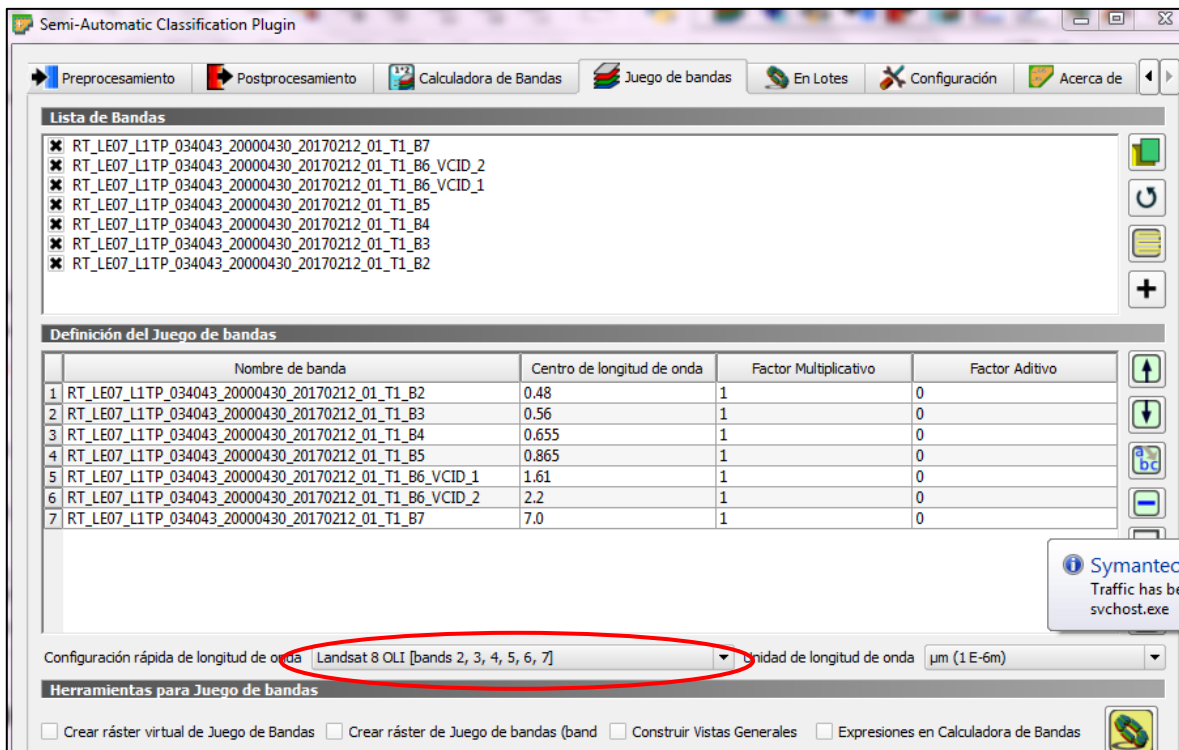 Semi-Automatic Classification Plugin
Preprocesamiento Postprocesamiento Calculadora de Bandas Juego de bandas En Lotes Configuración Acerca de
Lista de Bandas
RT_LE07_L1TP_034043_20000430_20170212_01_T1_B7
RT_LE07_L1TP_034043_20000430_20170212_01_T1_B6_VCID_2
RT_LE07_L1TP_034043_20000430_20170212_01_T1_B6_VCID_1
RT_LE07_L1TP_034043_20000430_20170212_01_T1_B5
RT_LE07_L1TP_034043_20000430_20170212_01_T1_B4
RT_LE07_L1TP_034043_20000430_20170212_01_T1_B3
RT_LE07_L1TP_034043_20000430_20170212_01_T1_B2
Definición del Juego de bandas
Nombre de banda Centro de longitud de onda Factor Multiplicativo Factor Aditivo
1 RT_LE07_L1TP_034043_20000430_20170212_01_T1_B2 0.48 1 0
2 RT_LE07_L1TP_034043_20000430_20170212_01_T1_B3 0.56 1 0
3 RT_LE07_L1TP_034043_20000430_20170212_01_T1_B4 0.655 1 0
4 RT_LE07_L1TP_034043_20000430_20170212_01_T1_B5 0.865 1 0
5 RT_LE07_L1TP_034043_20000430_20170212_01_T1_B6_VCID_1 1.61 1 0
6 RT_LE07_L1TP_034043_20000430_20170212_01_T1_B6_VCID_2 2.2 1 0
7 RT_LE07_L1TP_034043_20000430_20170212_01_T1_B7 7.0 1 0
Symantec
Traffic has be
svchost.exe
Configuración rápida de longitud de onda Landsat 8 OLI [bands 2, 3, 4, 5, 6, 7] Unidad de longitud de onda µm (1 E-6m)
Herramientas para Juego de bandas
Crear ráster virtual de Juego de Bandas Crear ráster de Juego de bandas (band Construir Vistas Generales Expresiones en Calculadora de Bandas